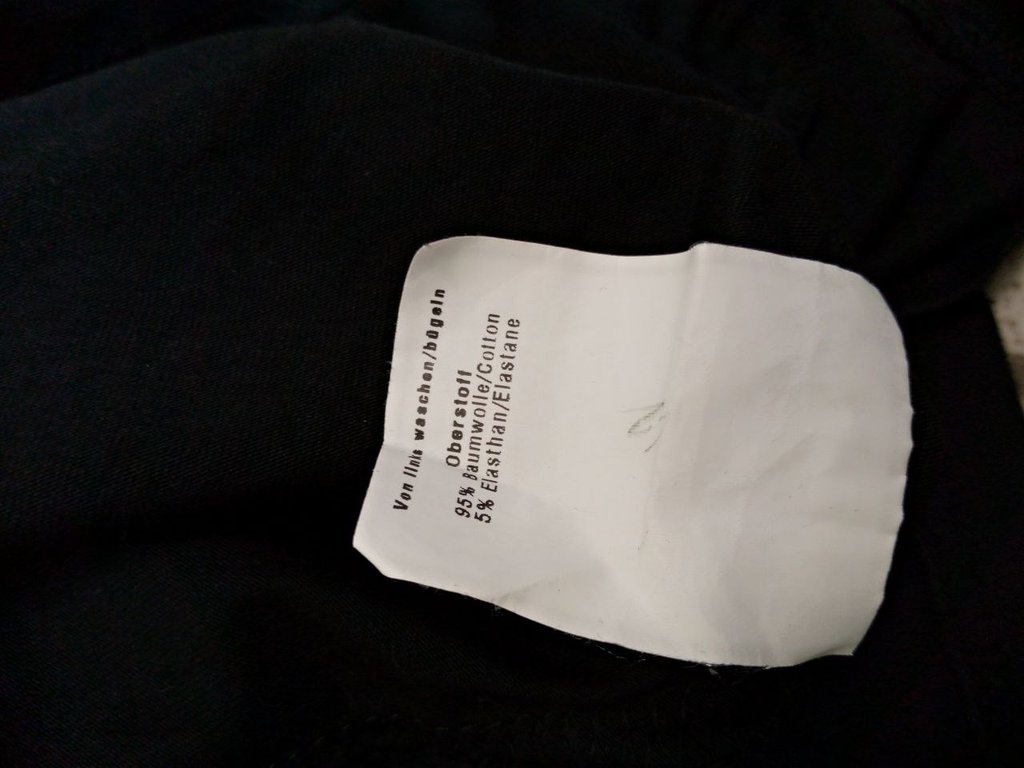 Von links waschen/bügeln
Oberstoff
95% Baumwolle/Cotton
5% Elasthan/Elastane